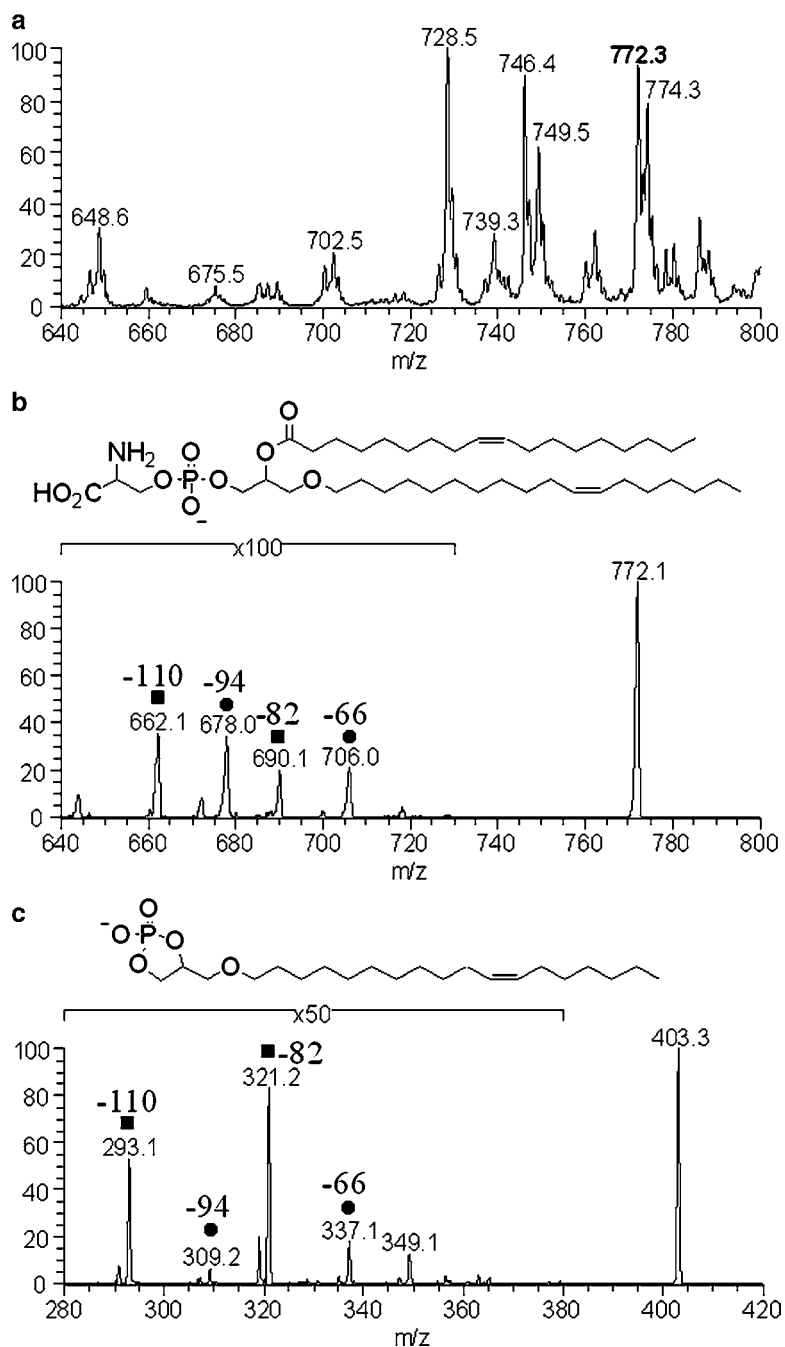 a
100
80
60
40
20
0
648.6
675.5
702.5
728.5
739.3
746.4
749.5
772.3
774.3
640 660 680 700 720 740 760 780 800
m/z
b
O
NH2
HO2C
O
P
O
O
O
O
O
−
x100
100
80
60
40
20
0
-110
662.1
-94
678.0
-82
690.1
-66
706.0
772.1
640 660 680 700 720 740 760 780 800
m/z
c
O
−O-P
O
O
O
x50
100
80
60
40
20
0
-110
293.1
-94
309.2
-82
321.2
-66
337.1
349.1
403.3
280 300 320 340 360 380 400 420
m/z